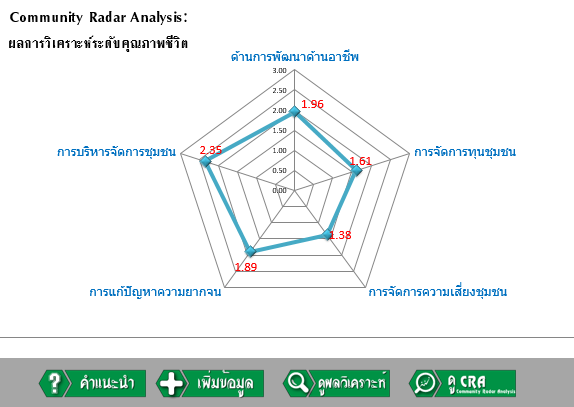 Community Radar Analysis:
ผลการวิเคราะห์ระดับคุณภาพชีวิต
ด้านการพัฒนาด้านอาชีพ
3.00
2.50
2.00
1.50
1.00
0.50
0.00
1.96
การบริหารจัดการชุมชน
2.35
1.61
การจัดการทุนชุมชน
1.38
1.89
การแก้ปัญหาความยากจน
การจัดการความเสี่ยงชุมชน
คำแนะนำ
เพิ่มข้อมูล
ดูผลวิเคราะห์
ดู CRA
Community Radar Analysis